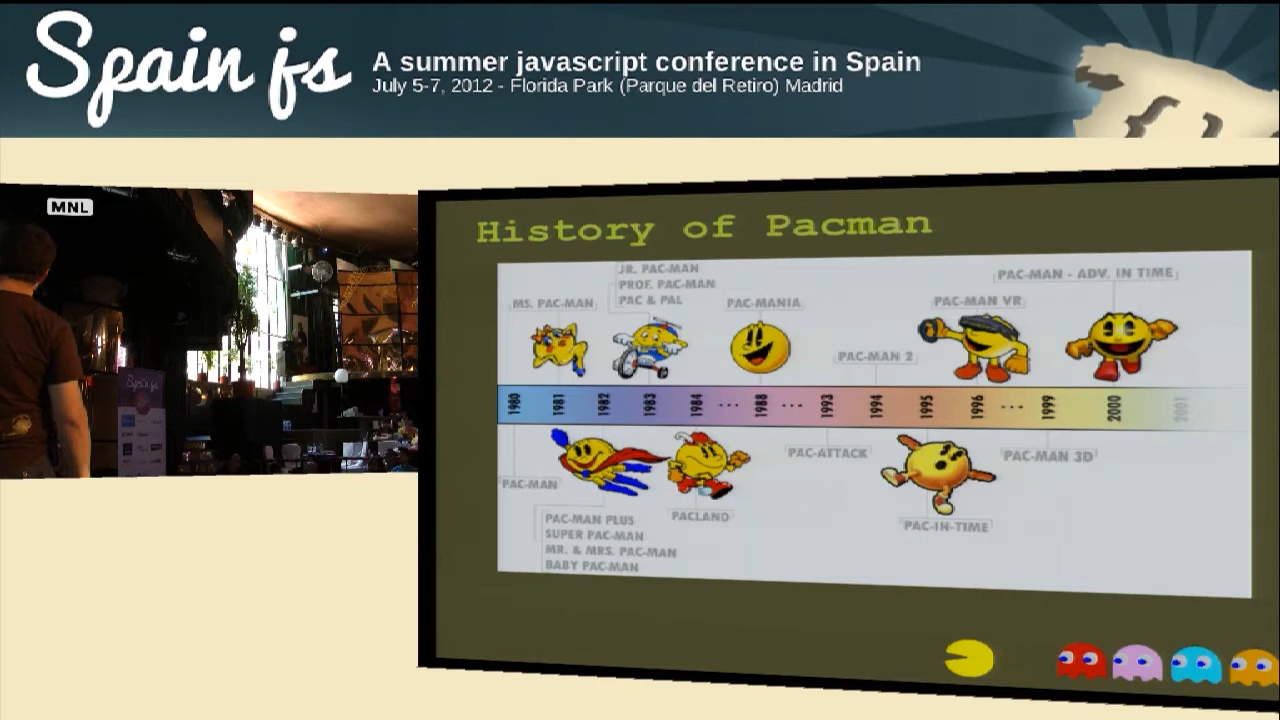 Spain js
A summer javascript conference in Spain
July 5-7, 2012 - Florida Park (Parque del Retiro) Madrid
MNL
Spain js
History of Pacman
JR. PAC-MAN
PROF. PAC-MAN
PAC & PAL
MS. PAC-MAN
PAC-MANIA
PAC-MAN 2
PAC-MAN VR
PAC-MAN - ADV. IN TIME
1980 1981 1982 1983 1984 ... 1988 ... 1993 1994 1995 1996 ... 1999 2000 2001
PAC-MAN
PAC-MAN PLUS
SUPER PAC-MAN
MR. & MRS. PAC-MAN
BABY PAC-MAN
PACLAND
PAC-ATTACK
PAC-IN-TIME
PAC-MAN 3D